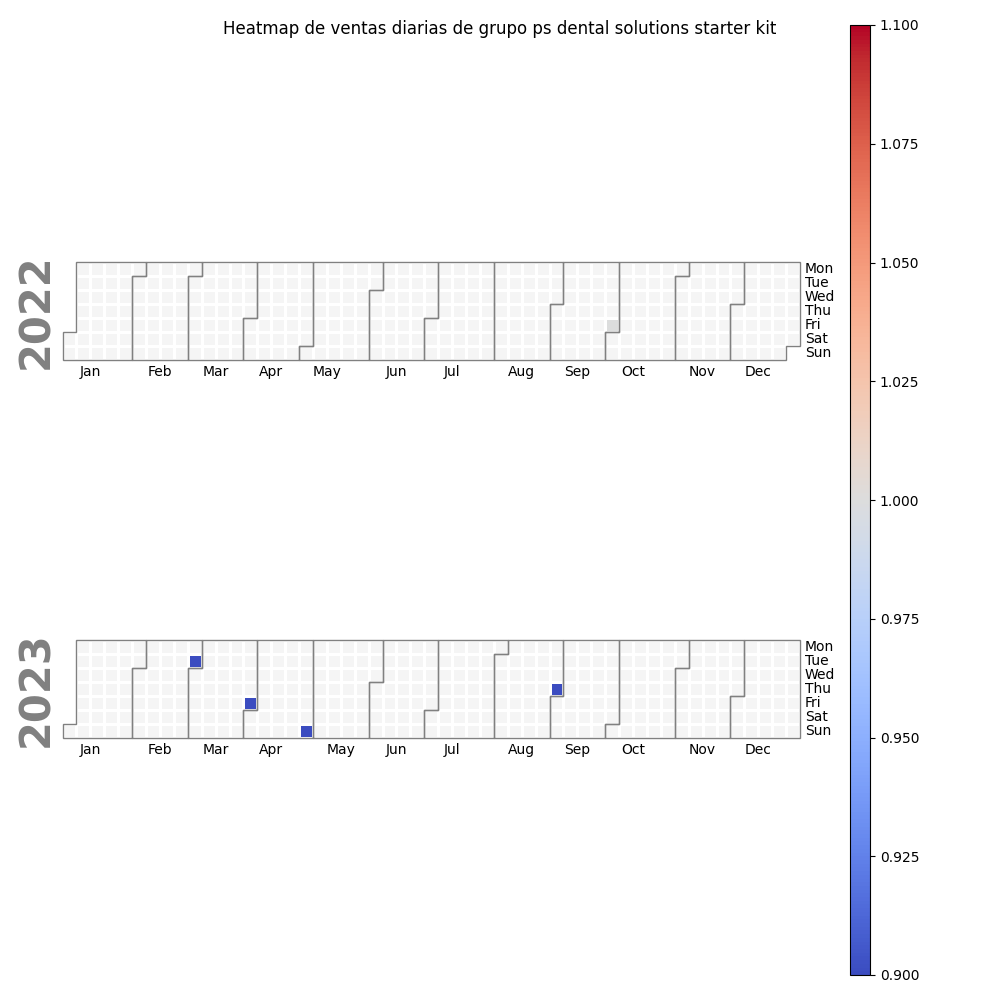 Heatmap de ventas diarias de grupo ps dental solutions starter kit
2022
Mon
Tue
Wed
Thu
Fri
Sat
Sun
Jan Feb Mar Apr May Jun Jul Aug Sep Oct Nov Dec
2023
Mon
Tue
Wed
Thu
Fri
Sat
Sun
Jan Feb Mar Apr May Jun Jul Aug Sep Oct Nov Dec
1.100
1.075
1.050
1.025
1.000
0.975
0.950
0.925
0.900